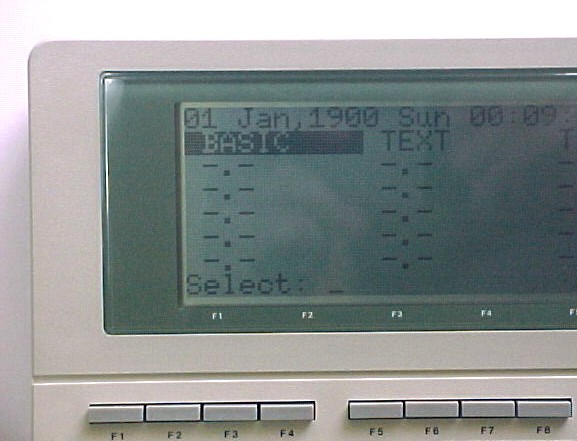 01 Jan,1900 Sun 00:09:
BASIC TEXT T
-.- -.-
-.- -.-
-.- -.-
-.- -.-
-.- -.-
Select: _
F1 F2 F3 F4
F1 F2 F3 F4 F5 F6 F7 F8